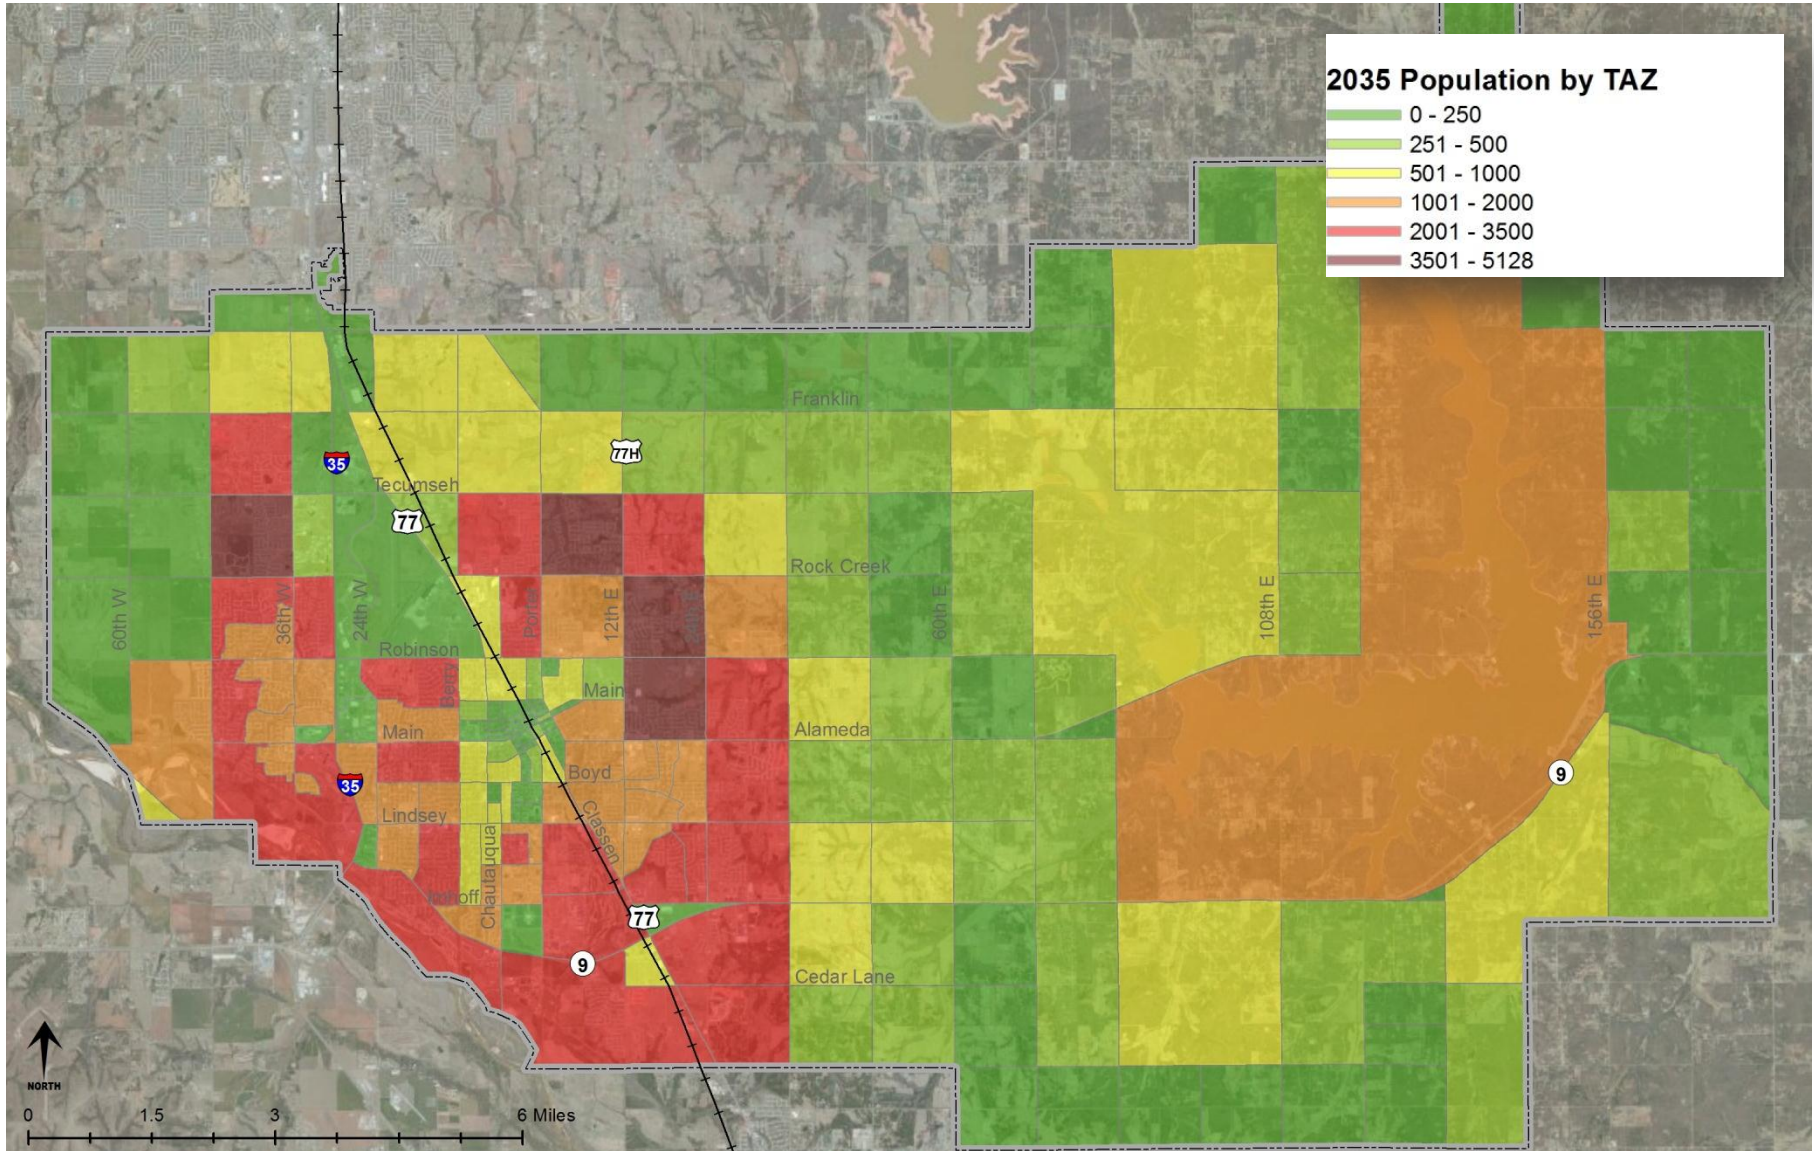 2035 Population by TAZ
0 - 250
251 - 500
501 - 1000
1001 - 2000
2001 - 3500
3501 - 5128
Franklin
77H
35
Tecumseh
77
Rock Creek
60th W
36th W
24th W
Porter
12th E
60th E
108th E
156th E
Robinson
Berry
Main
Main
Alameda
35
Boyd
9
Lindsey
Classen
Chautauqua
Imhoff
77
9
Cedar Lane
NORTH
0 1.5 3 6 Miles